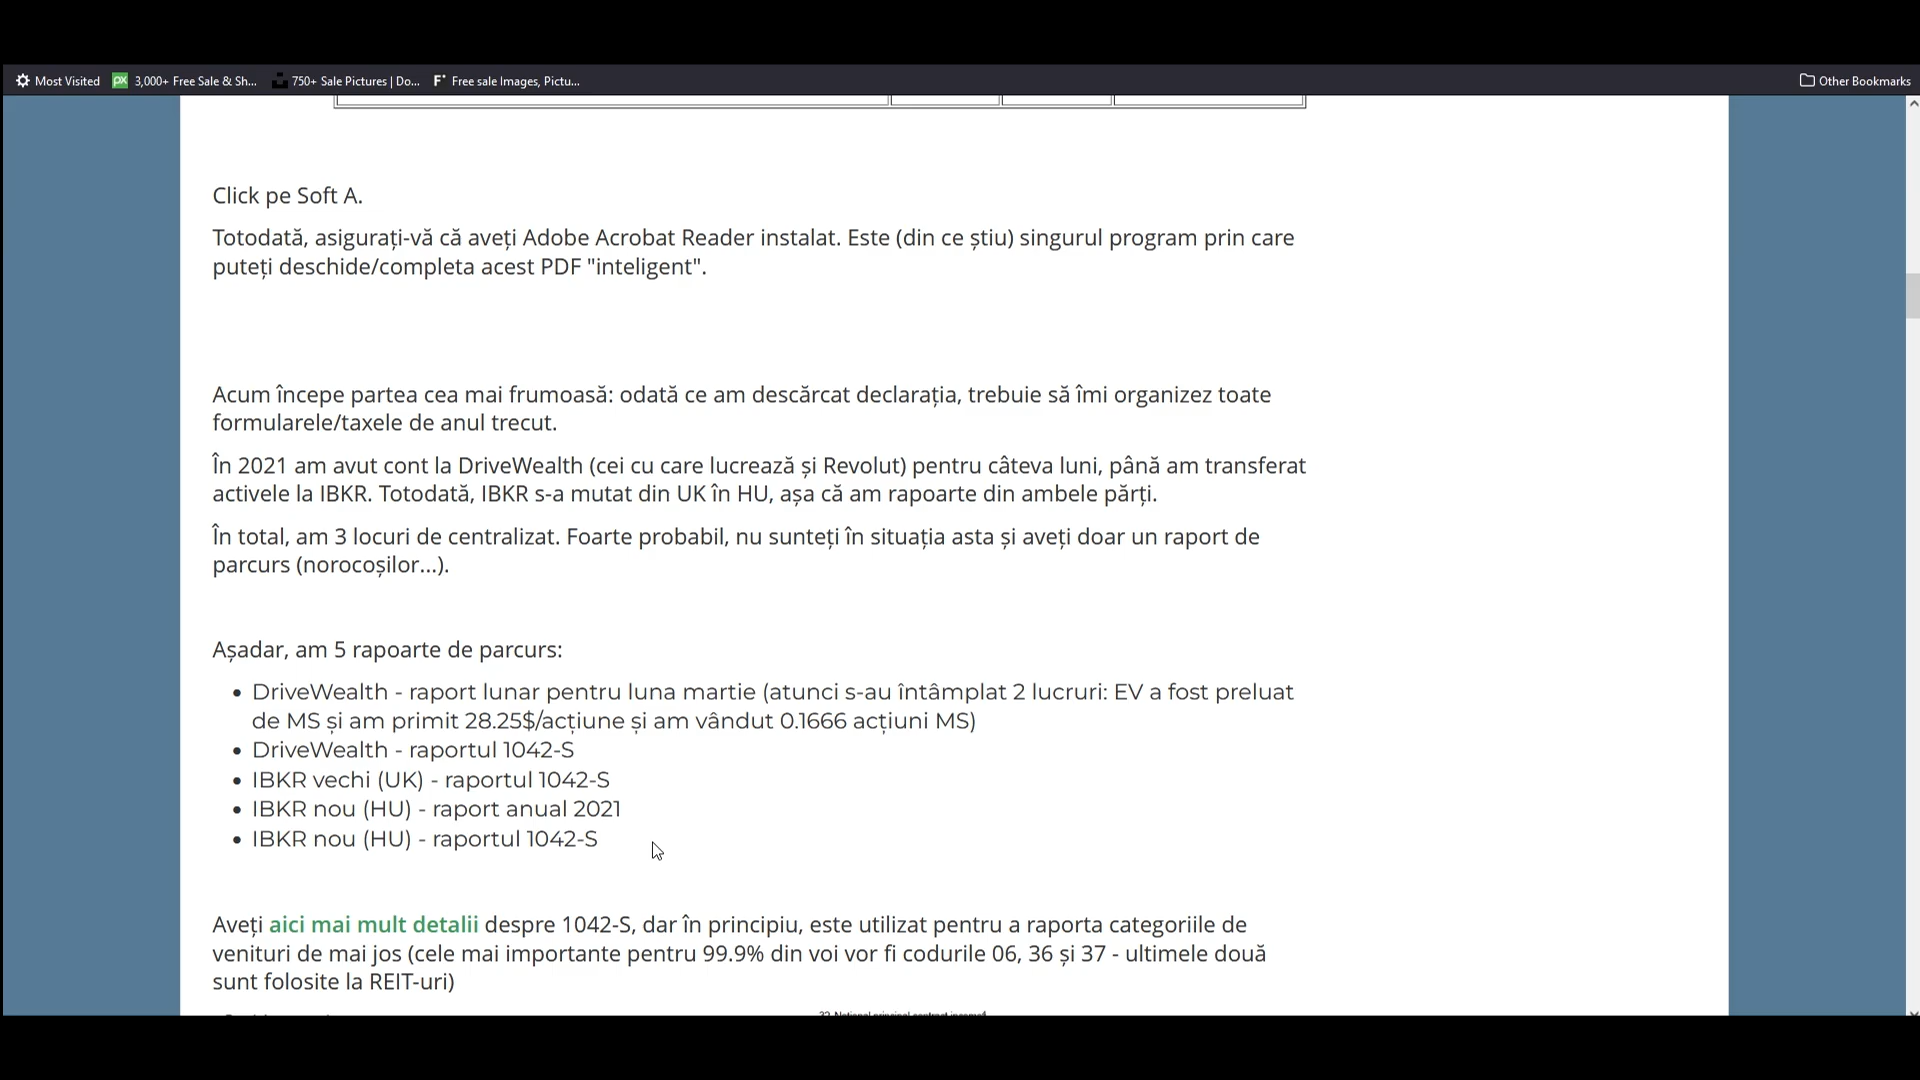 Most Visited
3,000+ Free Sale & Sh...
750+ Sale Pictures | Do...
Free sale Images, Pictu...
Other Bookmarks
Click pe Soft A.
Totodată, asigurați-vă că aveți Adobe Acrobat Reader instalat. Este (din ce știu) singurul program prin care
puteți deschide/completa acest PDF "inteligent".
Acum începe partea cea mai frumoasă: odată ce am descărcat declarația, trebuie să îmi organizez toate
formularele/taxele de anul trecut.
În 2021 am avut cont la DriveWealth (cei cu care lucrează și Revolut) pentru câteva luni, până am transferat
activele la IBKR. Totodată, IBKR s-a mutat din UK în HU, așa că am rapoarte din ambele părți.
În total, am 3 locuri de centralizat. Foarte probabil, nu sunteți în situația asta și aveți doar un raport de
parcurs (norocoșilor...).
Așadar, am 5 rapoarte de parcurs:
• DriveWealth - raport lunar pentru luna martie (atunci s-au întâmplat 2 lucruri: EV a fost preluat
de MS și am primit 28.25$/acțiune și am vândut 0.1666 acțiuni MS)
• DriveWealth - raportul 1042-S
• IBKR vechi (UK) - raportul 1042-S
• IBKR nou (HU) - raport anual 2021
• IBKR nou (HU) - raportul 1042-S
Aveți aici mai mult detalii despre 1042-S, dar în principiu, este utilizat pentru a raporta categoriile de
venituri de mai jos (cele mai importante pentru 99.9% din voi vor fi codurile 06, 36 și 37 - ultimele două
sunt folosite la REIT-uri)